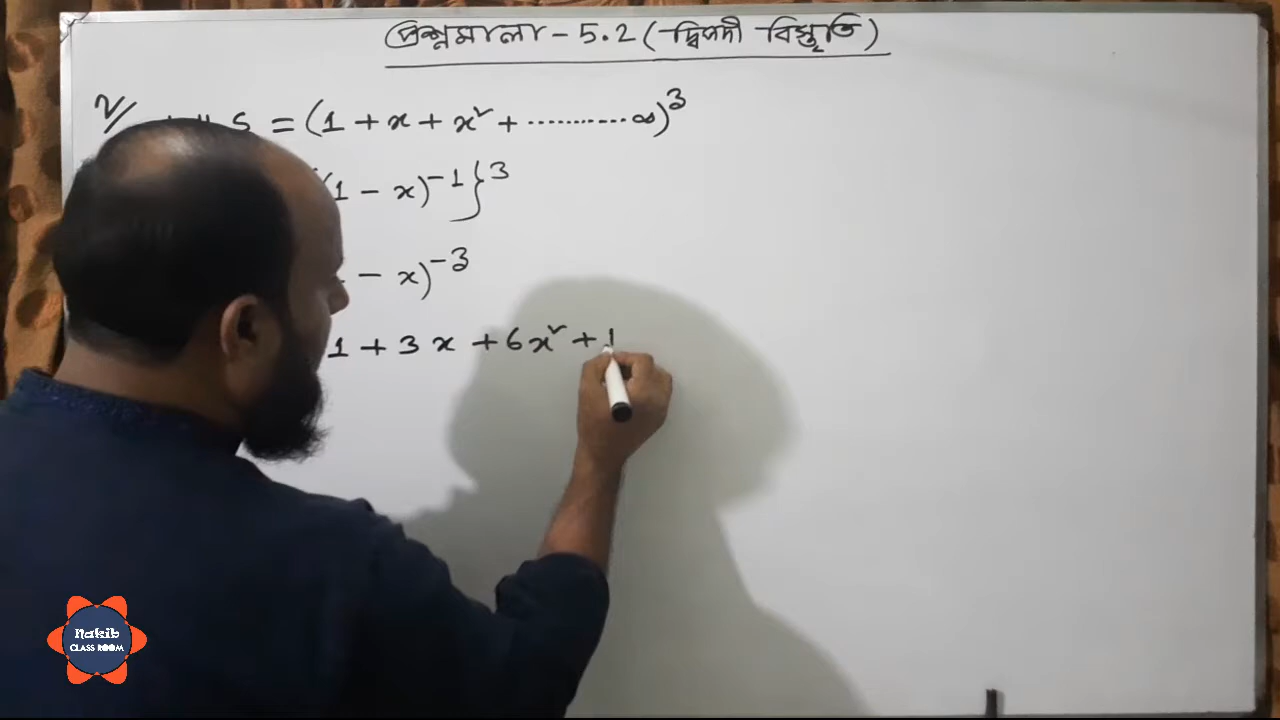 প্রশ্নমালা - 5.2 (দ্বিপদী বিস্তৃতি)
2/ S = (1 + x + x² + ........... ∞)³
(1 - x)⁻¹}³
- x)⁻³
1 + 3x + 6x² + 1
Nakib
CLASS ROOM